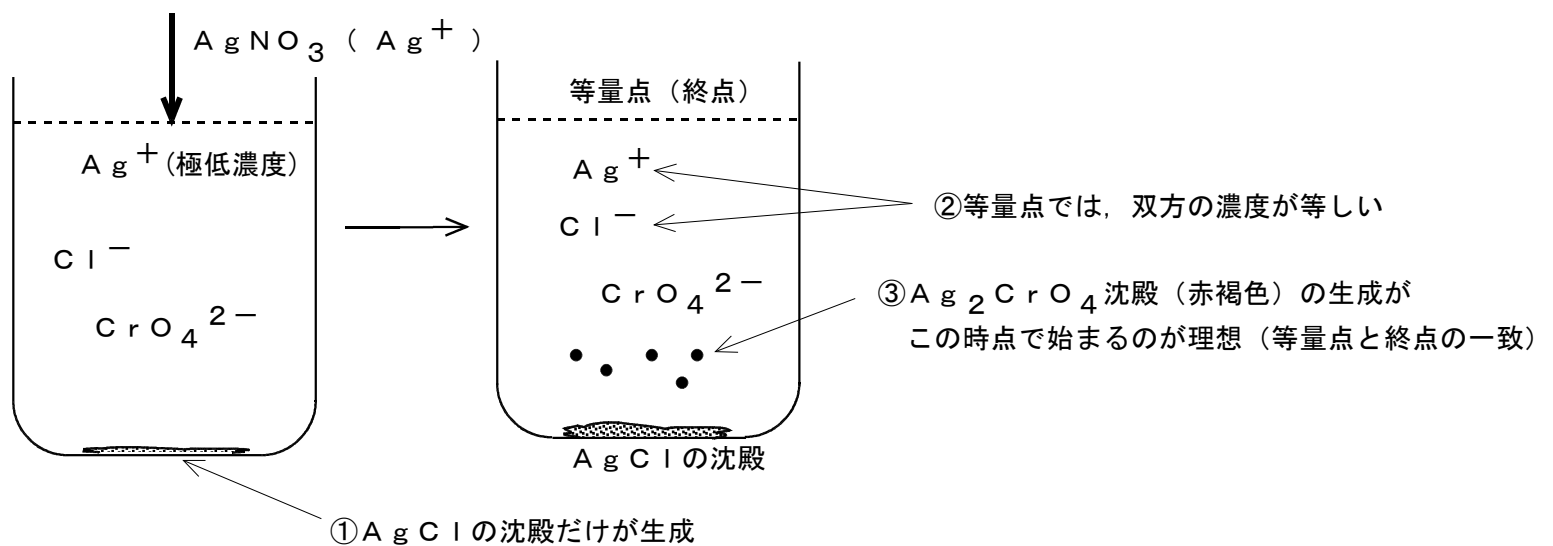 AgNO3 (Ag+)
Ag+(極低濃度)
Cl−
CrO4 2−
①AgClの沈殿だけが生成
等量点（終点）
Ag+
Cl−
CrO4 2−
AgClの沈殿
②等量点では，双方の濃度が等しい
③Ag2CrO4沈殿（赤褐色）の生成が
この時点で始まるのが理想（等量点と終点の一致）